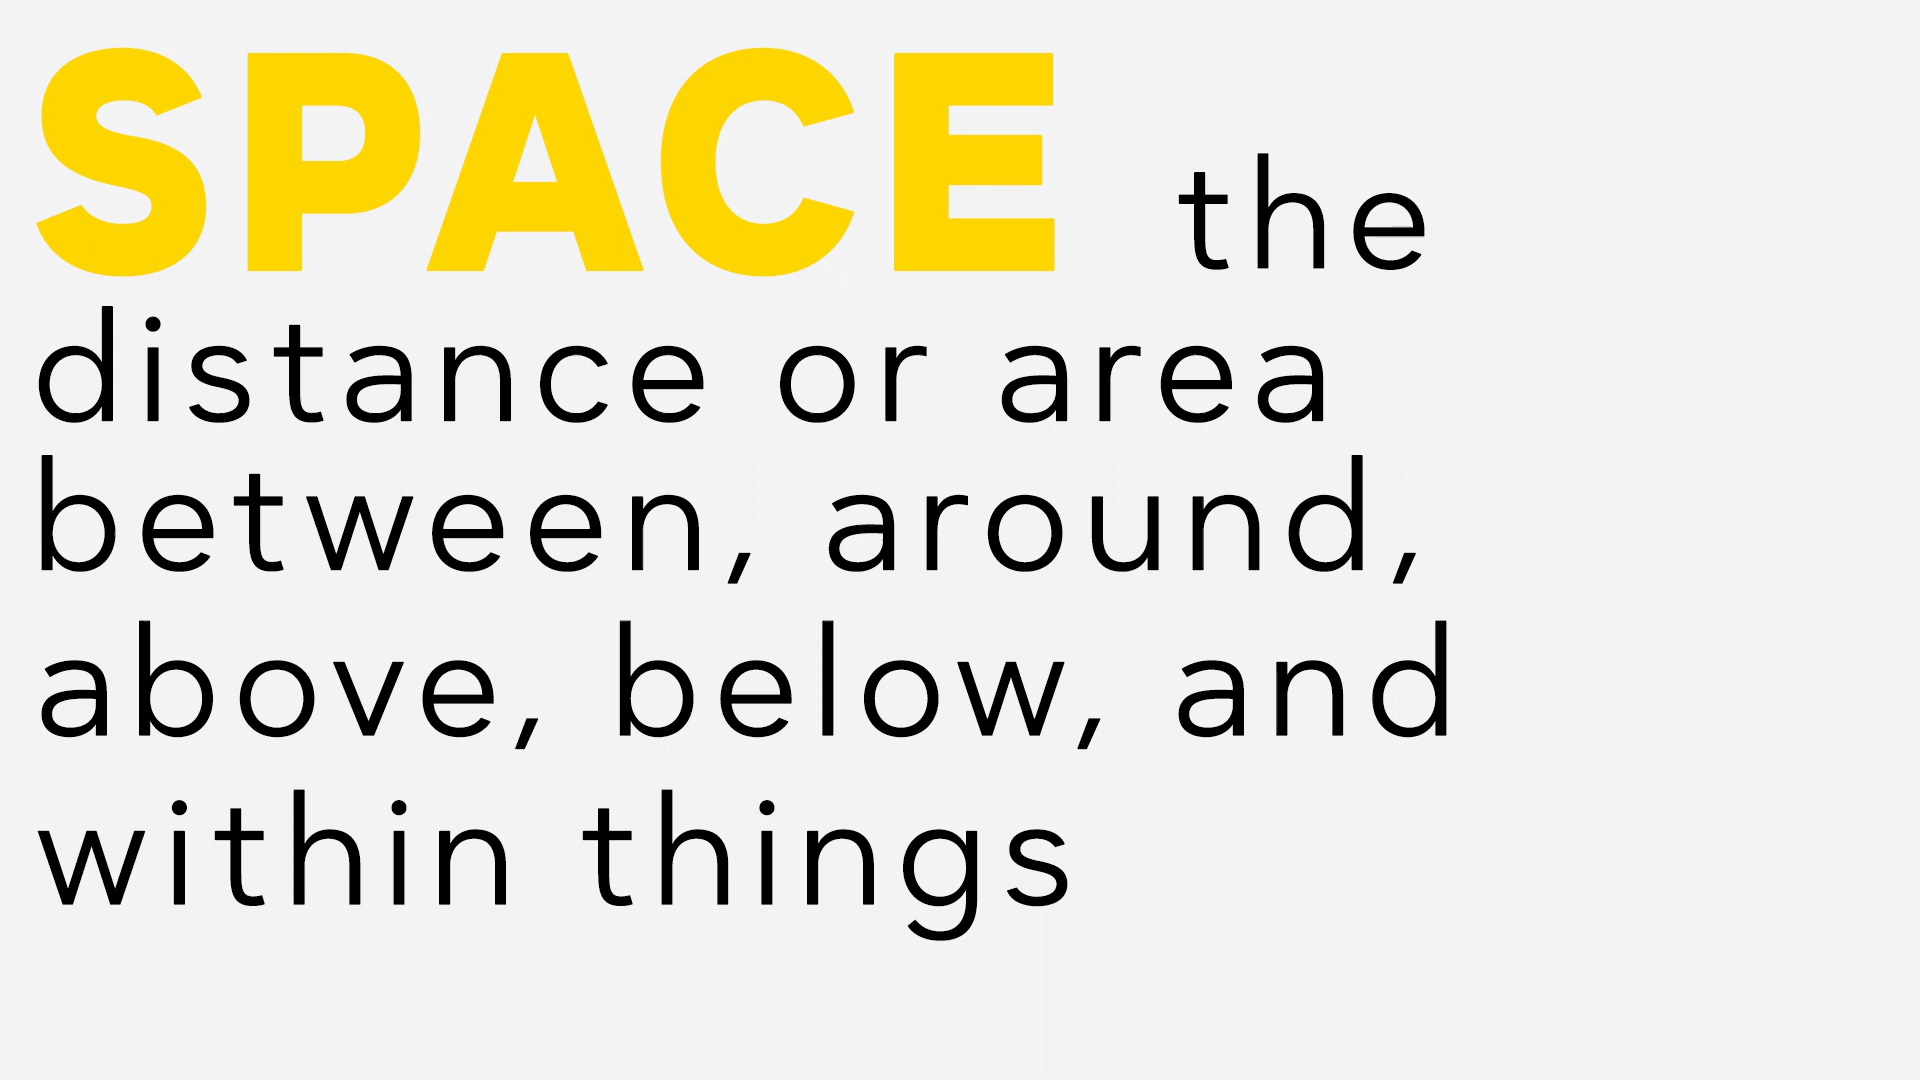 SPACE the
distance or area
between, around,
above, below, and
within things